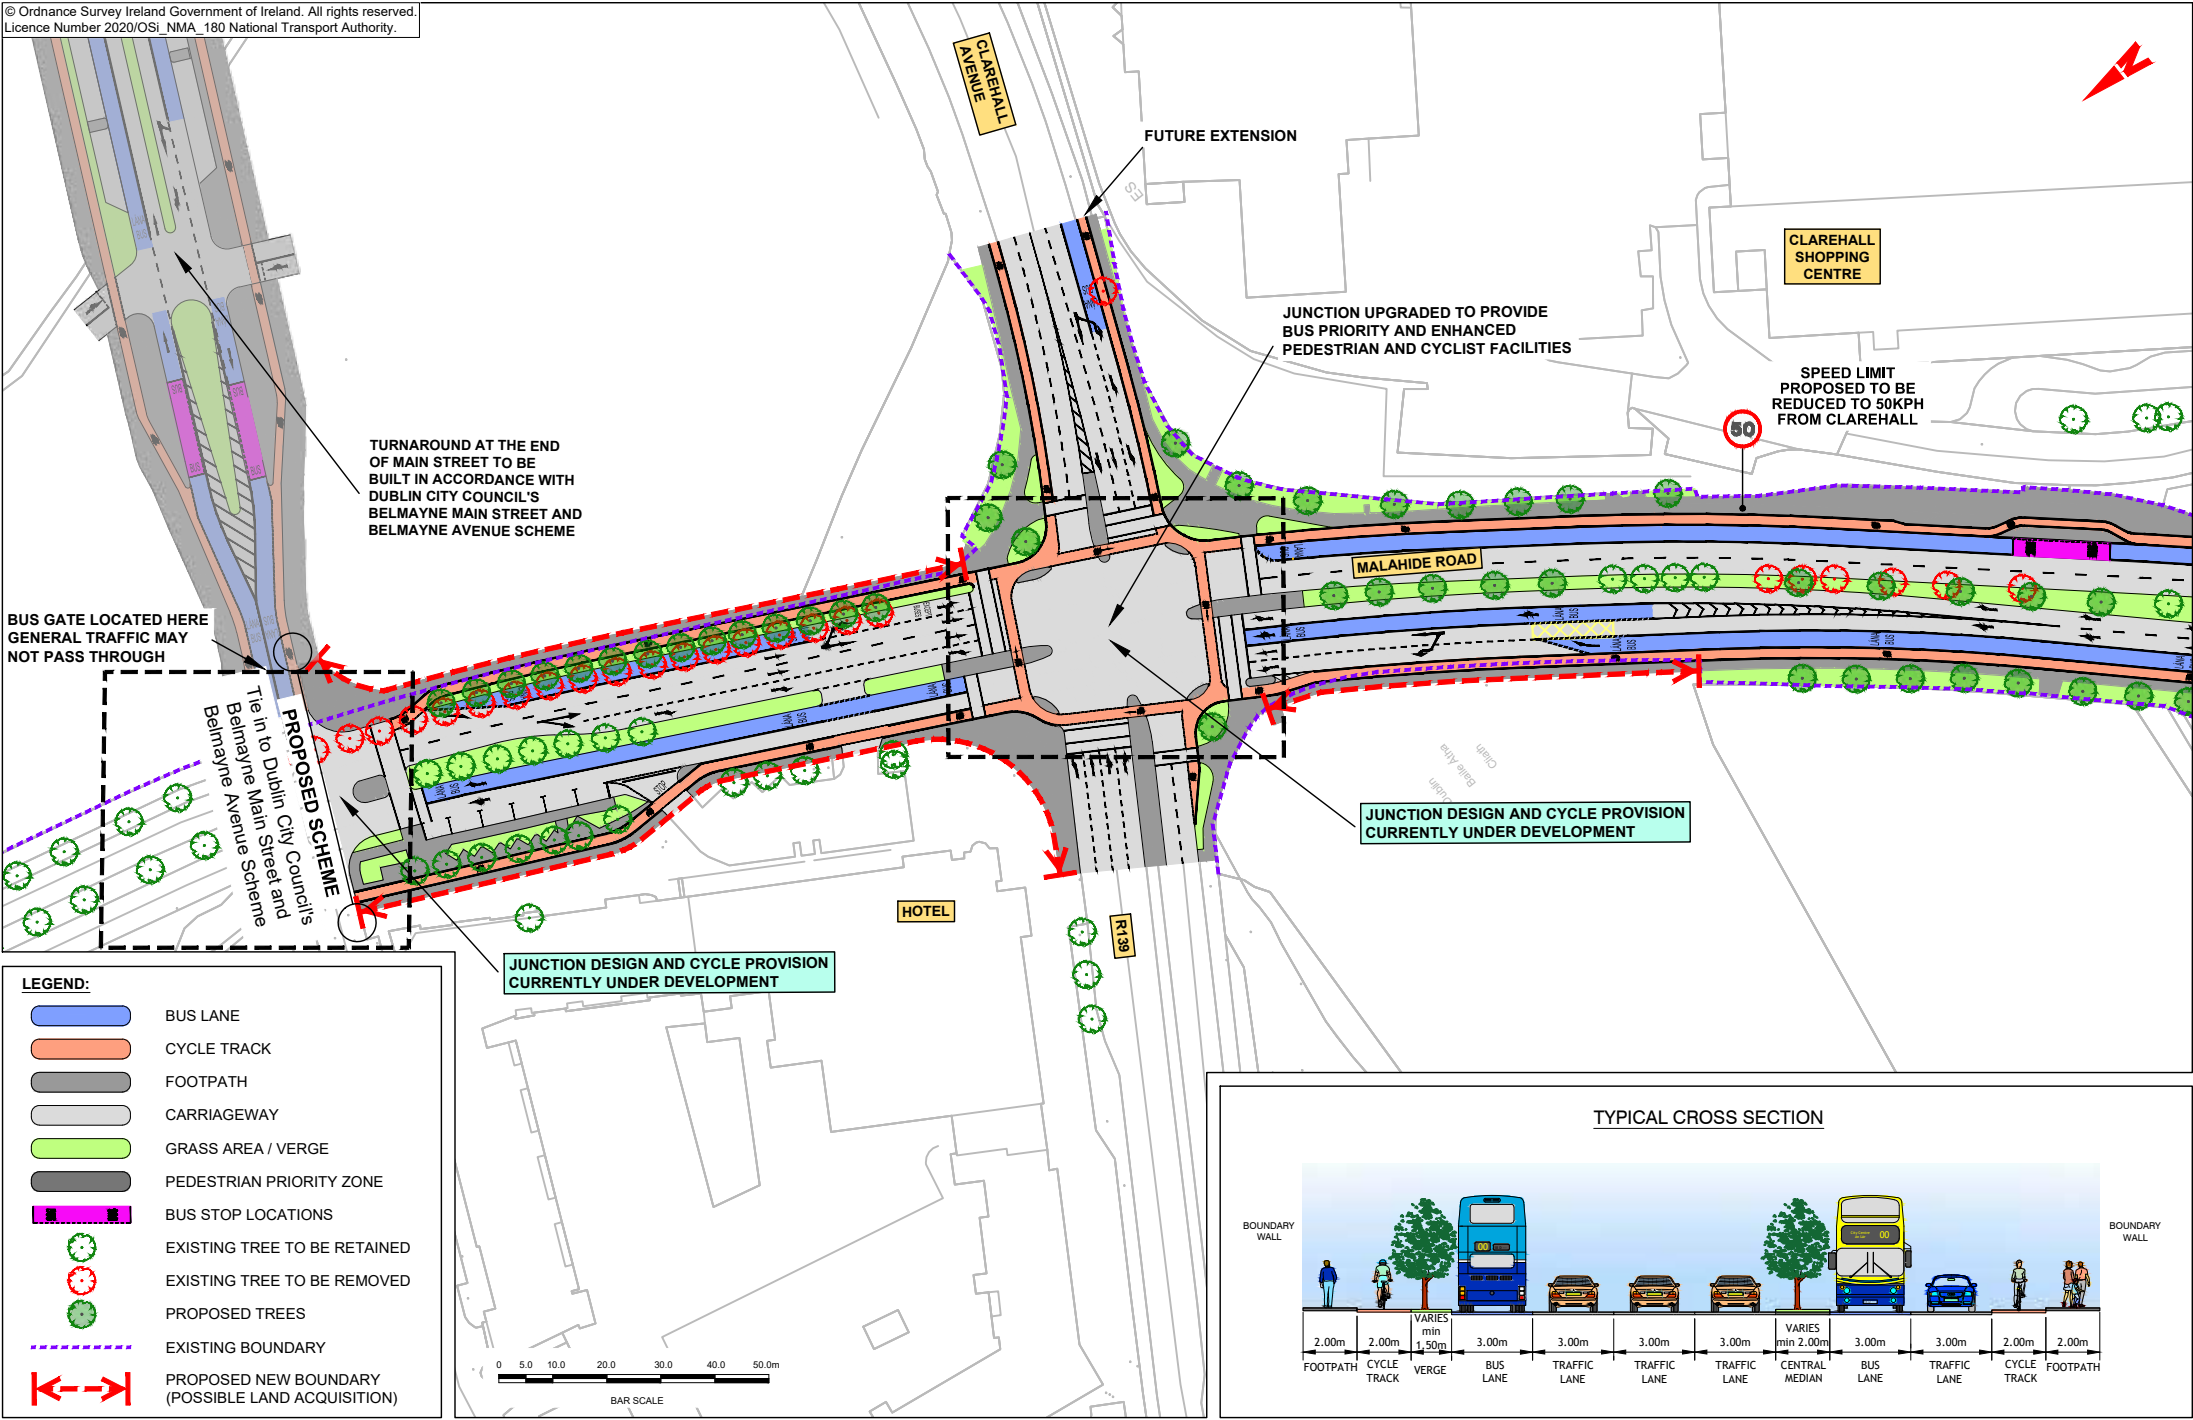 © Ordnance Survey Ireland Government of Ireland. All rights reserved.
Licence Number 2020/OSi_NMA_180 National Transport Authority.
CLAREHALL
AVENUE
FUTURE EXTENSION
CLAREHALL
SHOPPING
CENTRE
JUNCTION UPGRADED TO PROVIDE
BUS PRIORITY AND ENHANCED
PEDESTRIAN AND CYCLIST FACILITIES
SPEED LIMIT
PROPOSED TO BE
REDUCED TO 50KPH
FROM CLAREHALL
50
TURNAROUND AT THE END
OF MAIN STREET TO BE
BUILT IN ACCORDANCE WITH
DUBLIN CITY COUNCIL'S
BELMAYNE MAIN STREET AND
BELMAYNE AVENUE SCHEME
MALAHIDE ROAD
BUS GATE LOCATED HERE
GENERAL TRAFFIC MAY
NOT PASS THROUGH
PROPOSED SCHEME
Tie in to Dublin City Council's
Belmayne Main Street and
Belmayne Avenue Scheme
STOP
LANA
BUS
Baile Átha
Cliath
Dublin
JUNCTION DESIGN AND CYCLE PROVISION
CURRENTLY UNDER DEVELOPMENT
HOTEL
R139
JUNCTION DESIGN AND CYCLE PROVISION
CURRENTLY UNDER DEVELOPMENT
LEGEND:
BUS LANE
CYCLE TRACK
FOOTPATH
CARRIAGEWAY
GRASS AREA / VERGE
PEDESTRIAN PRIORITY ZONE
BUS STOP LOCATIONS
EXISTING TREE TO BE RETAINED
EXISTING TREE TO BE REMOVED
PROPOSED TREES
EXISTING BOUNDARY
PROPOSED NEW BOUNDARY
(POSSIBLE LAND ACQUISITION)
0 5.0 10.0 20.0 30.0 40.0 50.0m
BAR SCALE
TYPICAL CROSS SECTION
BOUNDARY
WALL
BOUNDARY
WALL
00
00
2.00m
FOOTPATH
2.00m
CYCLE
TRACK
VARIES
min
1.50m
VERGE
3.00m
BUS
LANE
3.00m
TRAFFIC
LANE
3.00m
TRAFFIC
LANE
3.00m
TRAFFIC
LANE
VARIES
min 2.00m
CENTRAL
MEDIAN
3.00m
BUS
LANE
3.00m
TRAFFIC
LANE
2.00m
CYCLE
TRACK
2.00m
FOOTPATH